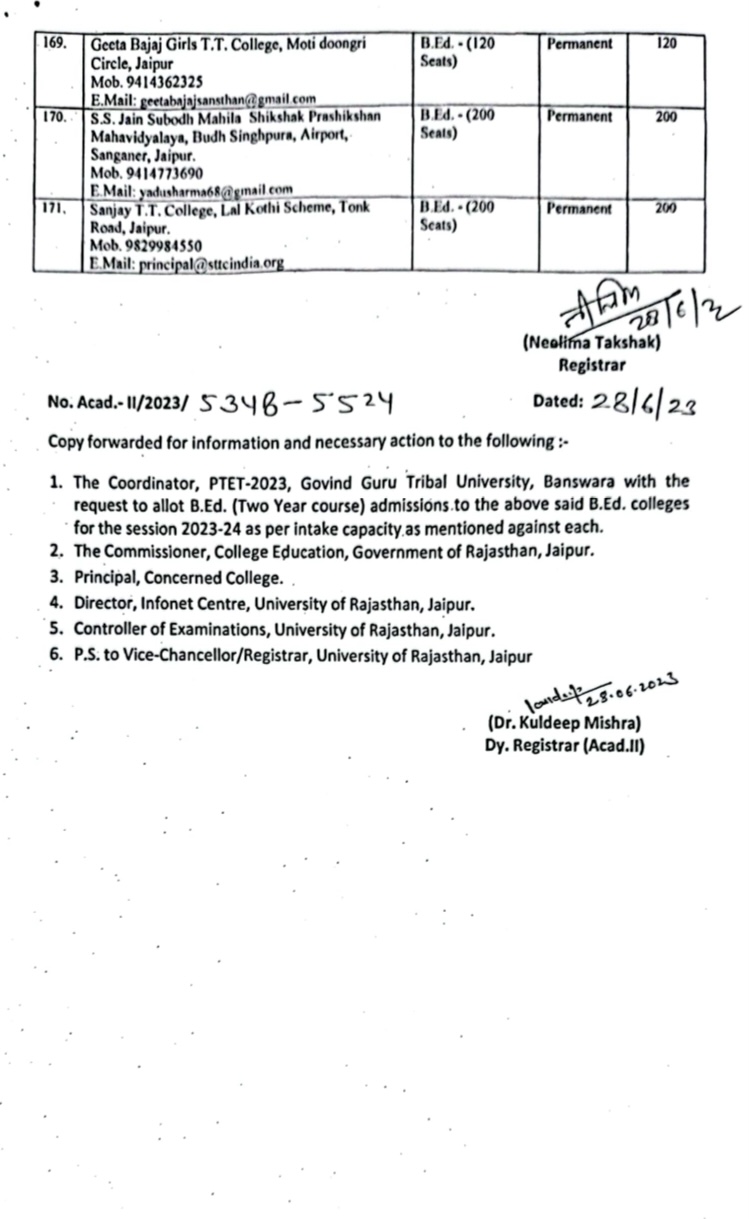 169. Geeta Bajaj Girls T.T. College, Moti doongri B.Ed. - (120 Permanent 120
Circle, Jaipur Seats)
Mob. 9414362325
E.Mail: geetabajajsansthan@gmail.com
170. S.S. Jain Subodh Mahila Shikshak Prashikshan B.Ed. - (200 Permanent 200
Mahavidyalaya, Budh Singhpura, Airport, Seats)
Sanganer, Jaipur.
Mob. 9414773690
E.Mail: yadusharma68@gmail.com
171. Sanjay T.T. College, Lal Kothi Scheme, Tonk B.Ed. - (200 Permanent 200
Road, Jaipur. Seats)
Mob. 9829984550
E.Mail: principal@sttcindia.org
28/6/2
(Neelima Takshak)
Registrar
No. Acad.- II/2023/ 5348-5524 Dated: 28/6/23
Copy forwarded for information and necessary action to the following :-
1. The Coordinator, PTET-2023, Govind Guru Tribal University, Banswara with the
request to allot B.Ed. (Two Year course) admissions to the above said B.Ed. colleges
for the session 2023-24 as per intake capacity as mentioned against each.
2. The Commissioner, College Education, Government of Rajasthan, Jaipur.
3. Principal, Concerned College.
4. Director, Infonet Centre, University of Rajasthan, Jaipur.
5. Controller of Examinations, University of Rajasthan, Jaipur.
6. P.S. to Vice-Chancellor/Registrar, University of Rajasthan, Jaipur
28.06.2023
(Dr. Kuldeep Mishra)
Dy. Registrar (Acad.II)